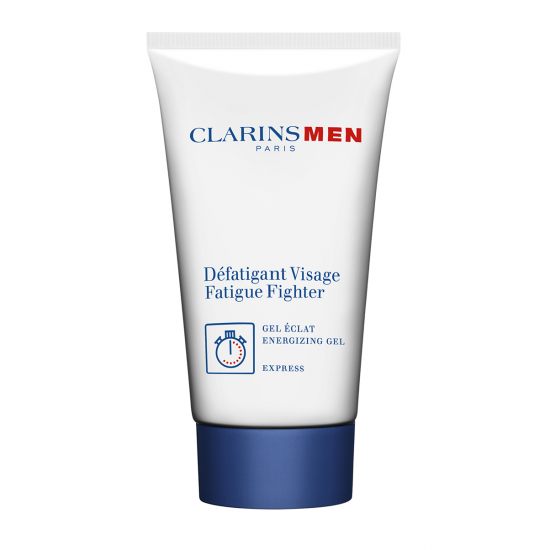 CLARINSMEN
PARIS
Défatigant Visage
Fatigue Fighter
GEL ÉCLAT
ENERGIZING GEL
EXPRESS